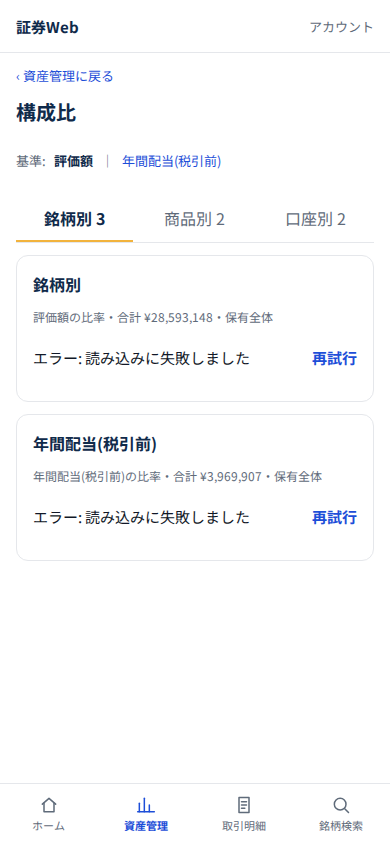 証券Web
アカウント
‹ 資産管理に戻る
構成比
基準: 評価額 | 年間配当(税引前)
銘柄別 3 商品別 2 口座別 2
銘柄別
評価額の比率・合計 ¥28,593,148・保有全体
エラー: 読み込みに失敗しました 再試行
年間配当(税引前)
年間配当(税引前)の比率・合計 ¥3,969,907・保有全体
エラー: 読み込みに失敗しました 再試行
ホーム 資産管理 取引明細 銘柄検索